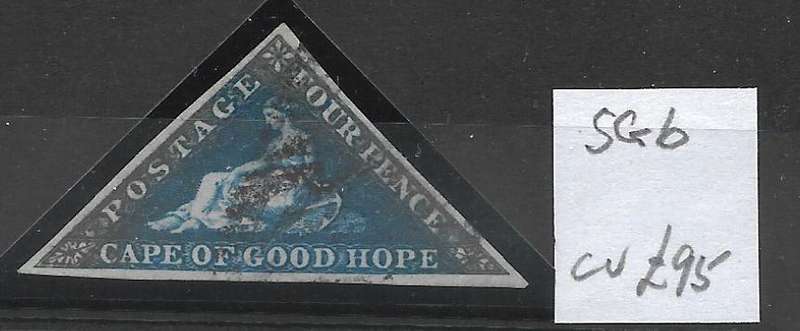 POSTAGE
FOUR PENCE
CAPE OF GOOD HOPE
SG6
CV £95